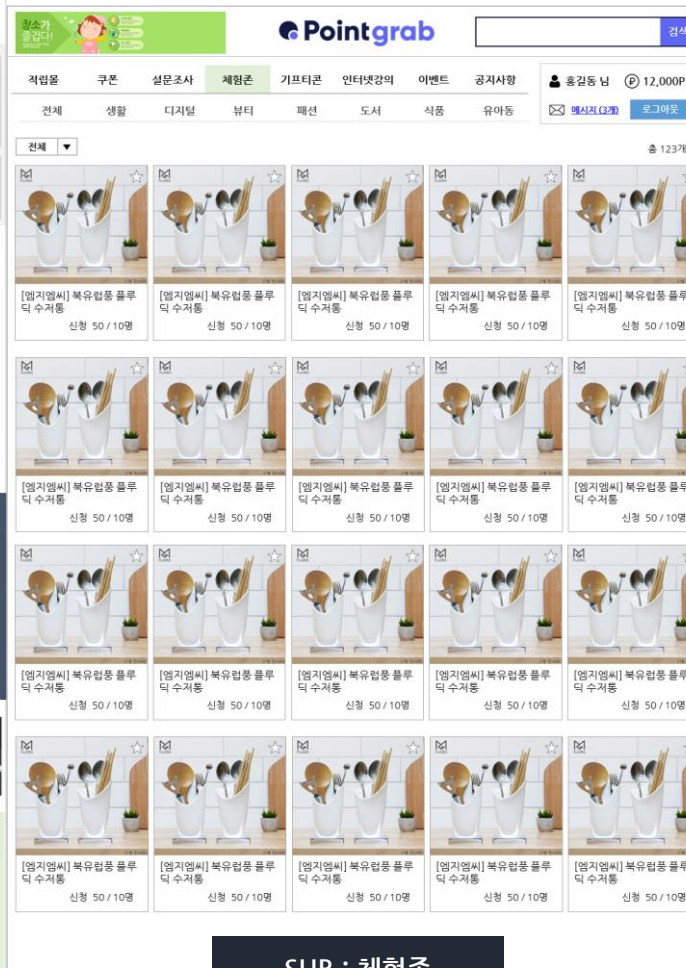 청소가
즐겁다!
Pointgrab
검색
적립몰 쿠폰 설문조사 체험존 기프티콘 인터넷강의 이벤트 공지사항
홍길동 님 P 12,000P
전체 생활 디지털 뷰티 패션 도서 식품 유아동
메시지 (3개) 로그아웃
전체 ▼
총 123개
[엠지엠씨] 북유럽풍 플루 [엠지엠씨] 북유럽풍 플루 [엠지엠씨] 북유럽풍 플루 [엠지엠씨] 북유럽풍 플루 [엠지엠씨] 북유럽풍 플루
딕 수저통 딕 수저통 딕 수저통 딕 수저통 딕 수저통
신청 50 / 10명 신청 50 / 10명 신청 50 / 10명 신청 50 / 10명 신청 50 / 10명
[엠지엠씨] 북유럽풍 플루 [엠지엠씨] 북유럽풍 플루 [엠지엠씨] 북유럽풍 플루 [엠지엠씨] 북유럽풍 플루 [엠지엠씨] 북유럽풍 플루
딕 수저통 딕 수저통 딕 수저통 딕 수저통 딕 수저통
신청 50 / 10명 신청 50 / 10명 신청 50 / 10명 신청 50 / 10명 신청 50 / 10명
[엠지엠씨] 북유럽풍 플루 [엠지엠씨] 북유럽풍 플루 [엠지엠씨] 북유럽풍 플루 [엠지엠씨] 북유럽풍 플루 [엠지엠씨] 북유럽풍 플루
딕 수저통 딕 수저통 딕 수저통 딕 수저통 딕 수저통
신청 50 / 10명 신청 50 / 10명 신청 50 / 10명 신청 50 / 10명 신청 50 / 10명
[엠지엠씨] 북유럽풍 플루 [엠지엠씨] 북유럽풍 플루 [엠지엠씨] 북유럽풍 플루 [엠지엠씨] 북유럽풍 플루 [엠지엠씨] 북유럽풍 플루
딕 수저통 딕 수저통 딕 수저통 딕 수저통 딕 수저통
신청 50 / 10명 신청 50 / 10명 신청 50 / 10명 신청 50 / 10명 신청 50 / 10명
SUB : 체험존